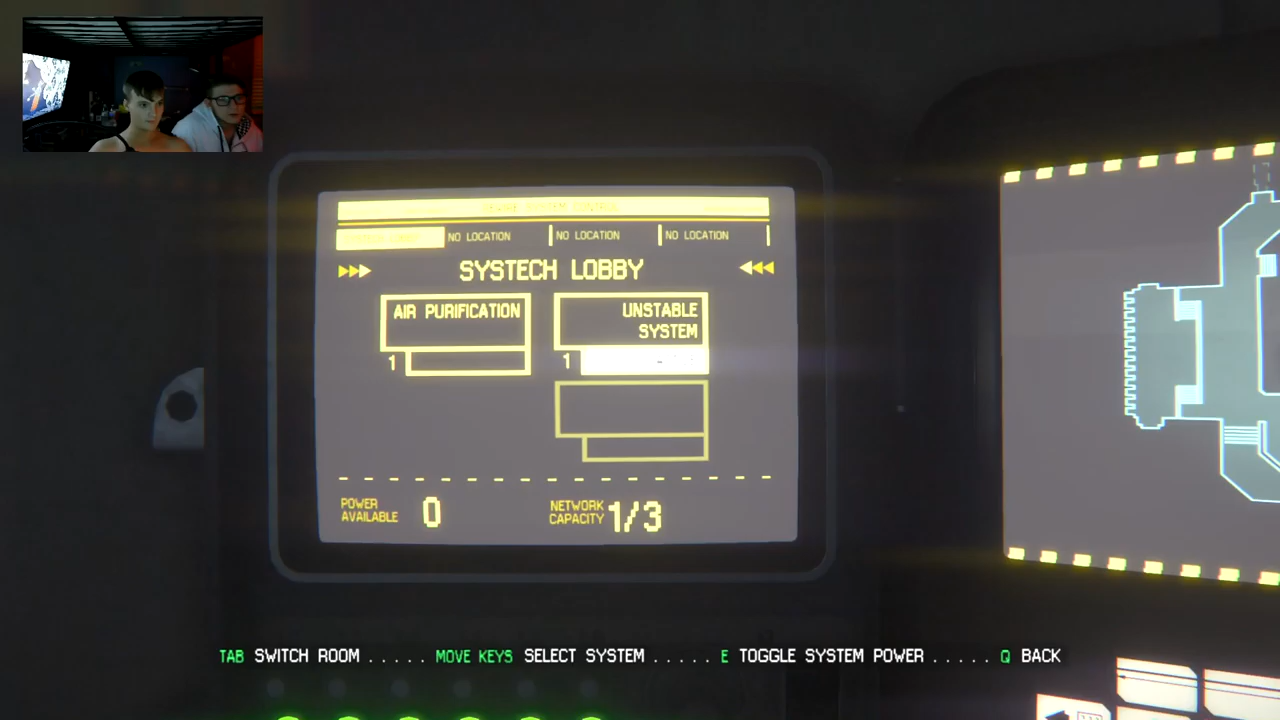 NO LOCATION
NO LOCATION
NO LOCATION
SYSTECH LOBBY
AIR PURIFICATION
1
UNSTABLE
SYSTEM
1
POWER
AVAILABLE
0
NETWORK
CAPACITY
1/3
TAB SWITCH ROOM ..... MOVE KEYS SELECT SYSTEM ..... E TOGGLE SYSTEM POWER ..... Q BACK